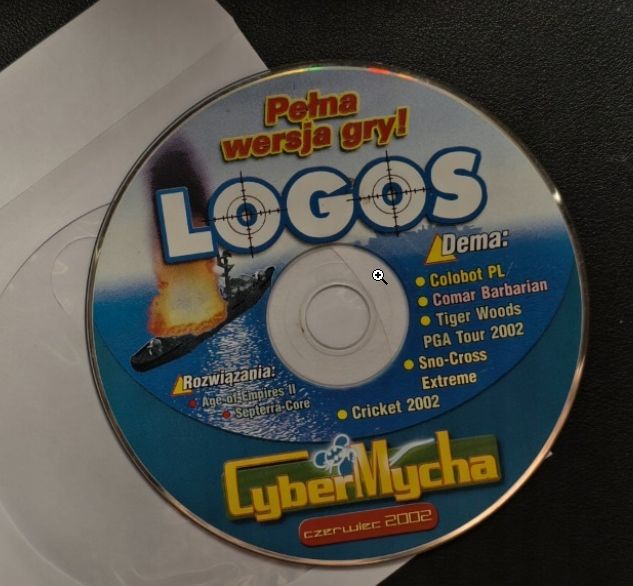 Pełna
wersja gry!
LOGOS
Dema:
Colobot PL
Comar Barbarian
Tiger Woods
PGA Tour 2002
Sno-Cross
Extreme
Cricket 2002
Rozwiązania:
Age of Empires II
Septerra Core
CyberMycha
czerwiec 2002